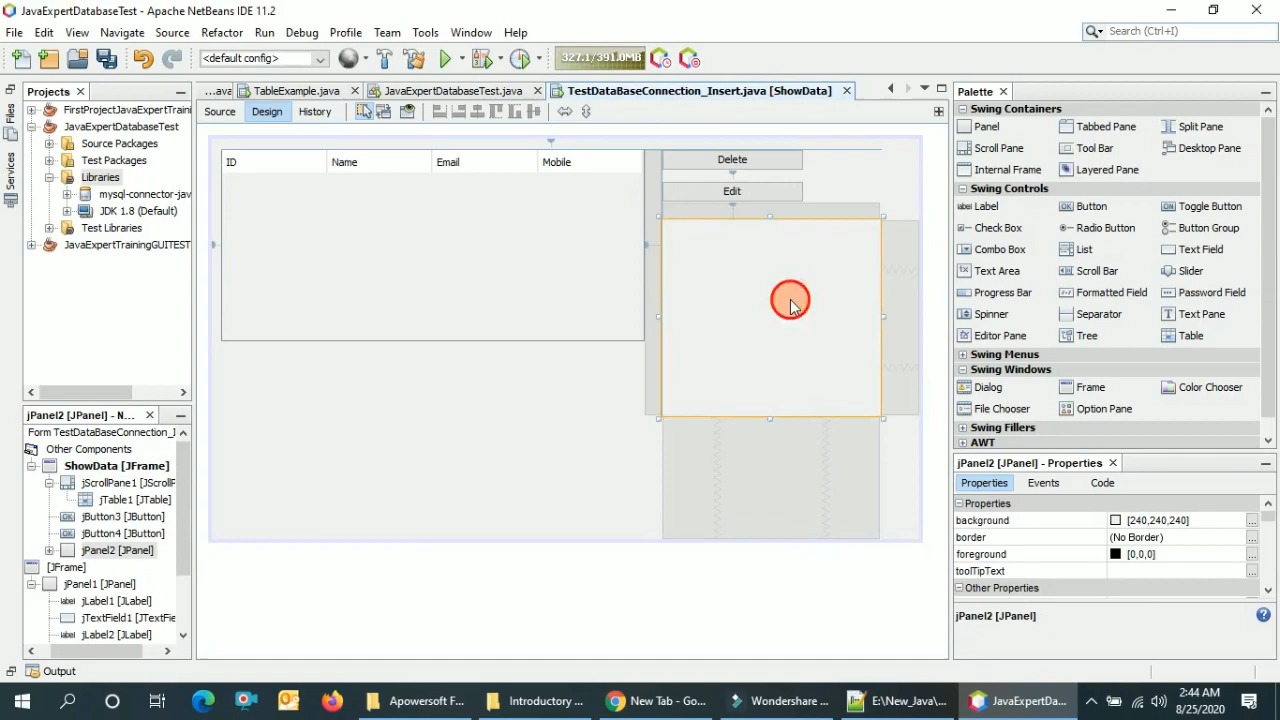 JavaExpertDatabaseTest - Apache NetBeans IDE 11.2
File Edit View Navigate Source Refactor Run Debug Profile Team Tools Window Help
Search (Ctrl+I)
<default config>
327.1/391.0MB
Projects
...ava TableExample.java JavaExpertDatabaseTest.java TestDataBaseConnection_Insert.java [ShowData]
Source Design History
Files
Services
FirstProjectJavaExpertTraini
JavaExpertDatabaseTest
Source Packages
Test Packages
Libraries
mysql-connector-jav
JDK 1.8 (Default)
Test Libraries
JavaExpertTrainingGUITEST
ID Name Email Mobile
Delete
Edit
Palette
Swing Containers
Panel Tabbed Pane Split Pane
Scroll Pane Tool Bar Desktop Pane
Internal Frame Layered Pane
Swing Controls
Label Button Toggle Button
Check Box Radio Button Button Group
Combo Box List Text Field
Text Area Scroll Bar Slider
Progress Bar Formatted Field Password Field
Spinner Separator Text Pane
Editor Pane Tree Table
Swing Menus
Swing Windows
Dialog Frame Color Chooser
File Chooser Option Pane
Swing Fillers
AWT
jPanel2 [JPanel] - N...
Form TestDataBaseConnection_I
Other Components
ShowData [JFrame]
jScrollPane1 [JScrollP
jTable1 [JTable]
jButton3 [JButton]
jButton4 [JButton]
jPanel2 [JPanel]
[JFrame]
jPanel1 [JPanel]
jLabel1 [JLabel]
jTextField1 [JTextFie
jLabel2 [JLabel]
jPanel2 [JPanel] - Properties
Properties Events Code
Properties
background [240,240,240] ...
border (No Border) ...
foreground [0,0,0] ...
toolTipText ...
Other Properties
jPanel2 [JPanel]
Output
Apowersoft F... Introductory ... New Tab - Go... Wondershare ... E:\New_Java\... JavaExpertDa...
2:44 AM
8/25/2020